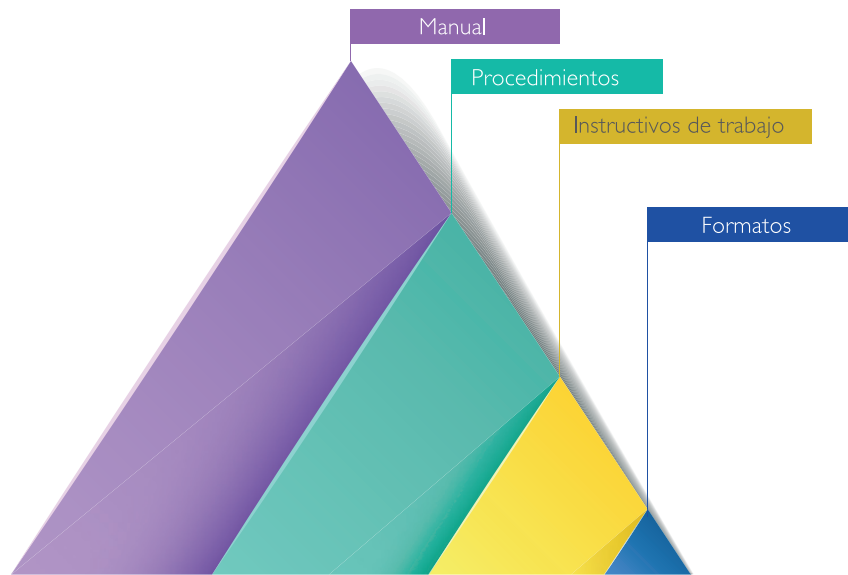 Manual
Procedimientos
Instructivos de trabajo
Formatos